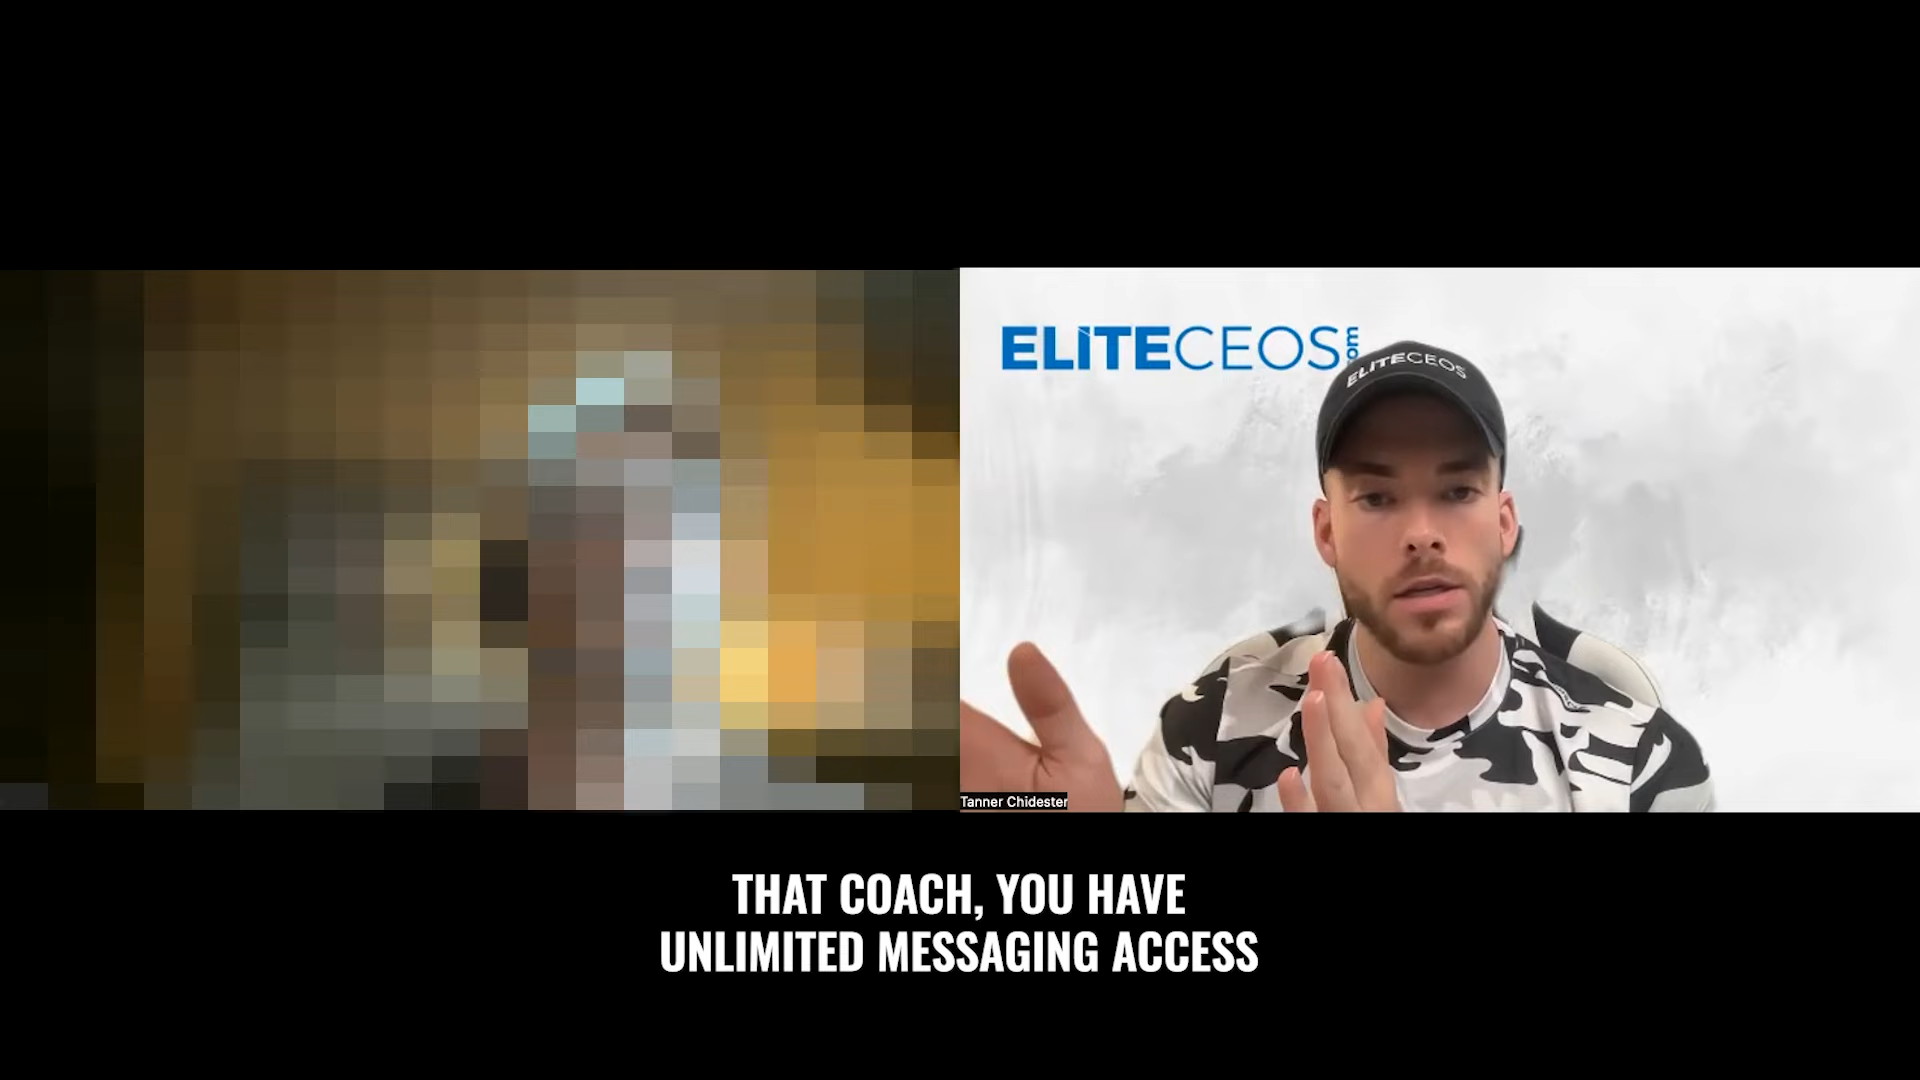 ELiTECEOS.com
ELiTECEOS
Tanner Chidester
THAT COACH, YOU HAVE
UNLIMITED MESSAGING ACCESS